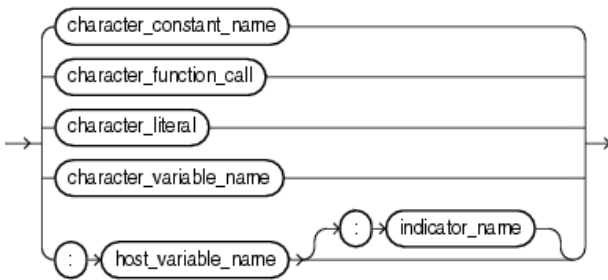 character_constant_name
character_function_call
character_literal
character_variable_name
: indicator_name
: host_variable_name